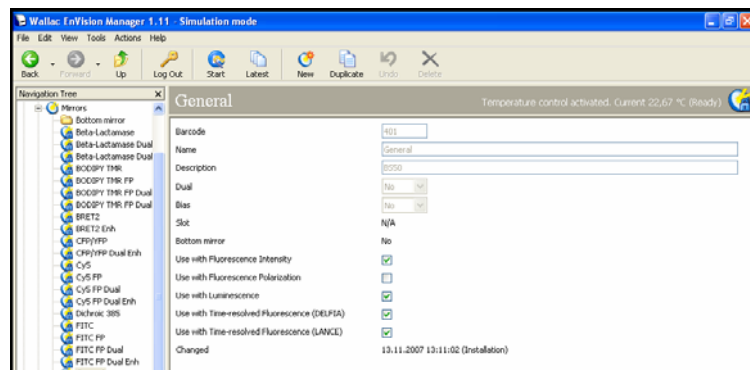 Wallac EnVision Manager 1.11 - Simulation mode
File Edit View Tools Actions Help
Back Forward Up Log Out Start Latest New Duplicate Undo Delete
Navigation Tree
General
Temperature control activated. Current 22,67 °C (Ready)
Mirrors
Bottom mirror
Beta-Lactamase
Beta-Lactamase Dual
Beta-Lactamase Dual
BODIPY TMR
BODIPY TMR FP
BODIPY TMR FP Dual
BODIPY TMR FP Dual
BRET2
BRET2 Enh
CFP/YFP
CFP/YFP Dual Enh
Cy5
Cy5 FP
Cy5 FP Dual
Cy5 FP Dual Enh
Dichroic 385
FITC
FITC FP
FITC FP Dual
FITC FP Dual Enh
Barcode 401
Name General
Description BS50
Dual No
Bias No
Slot N/A
Bottom mirror No
Use with Fluorescence Intensity
Use with Fluorescence Polarization
Use with Luminescence
Use with Time-resolved Fluorescence (DELFIA)
Use with Time-resolved Fluorescence (LANCE)
Changed 13.11.2007 13:11:02 (Installation)